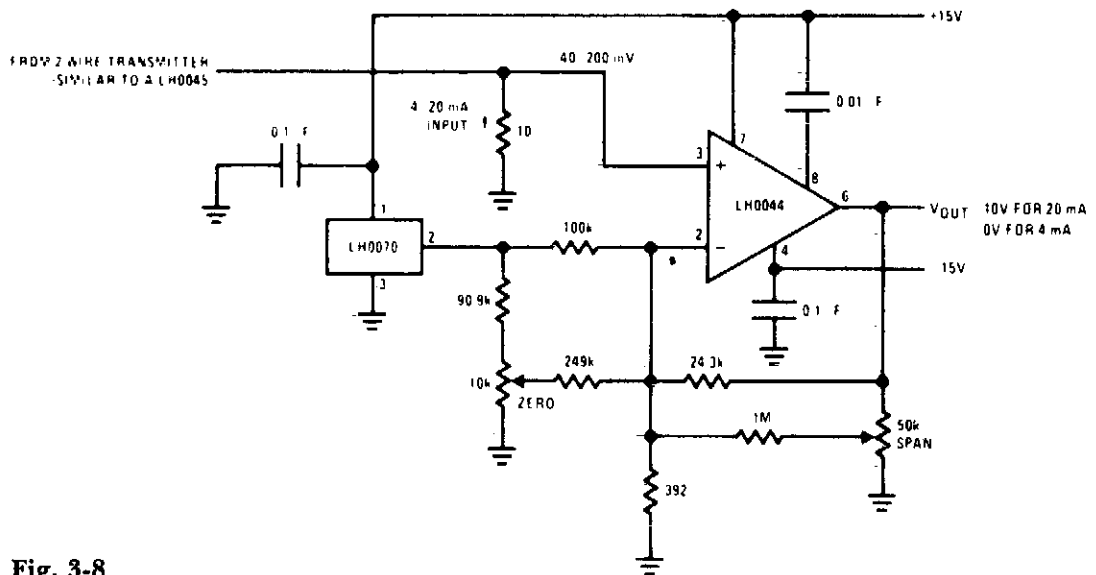 +15V
FROM 2 WIRE TRANSMITTER
SIMILAR TO A LH0045
40 200 mV
0.01 F
4 20 mA
INPUT
10
0.1 F
7
3
+
8
1
LH0044
6
VOUT
10V FOR 20 mA
0V FOR 4 mA
LH0070
2
100k
2
−
4
15V
3
90.9k
0.1 F
249k
24.3k
10k
ZERO
1M
50k
SPAN
392
Fig. 3-8